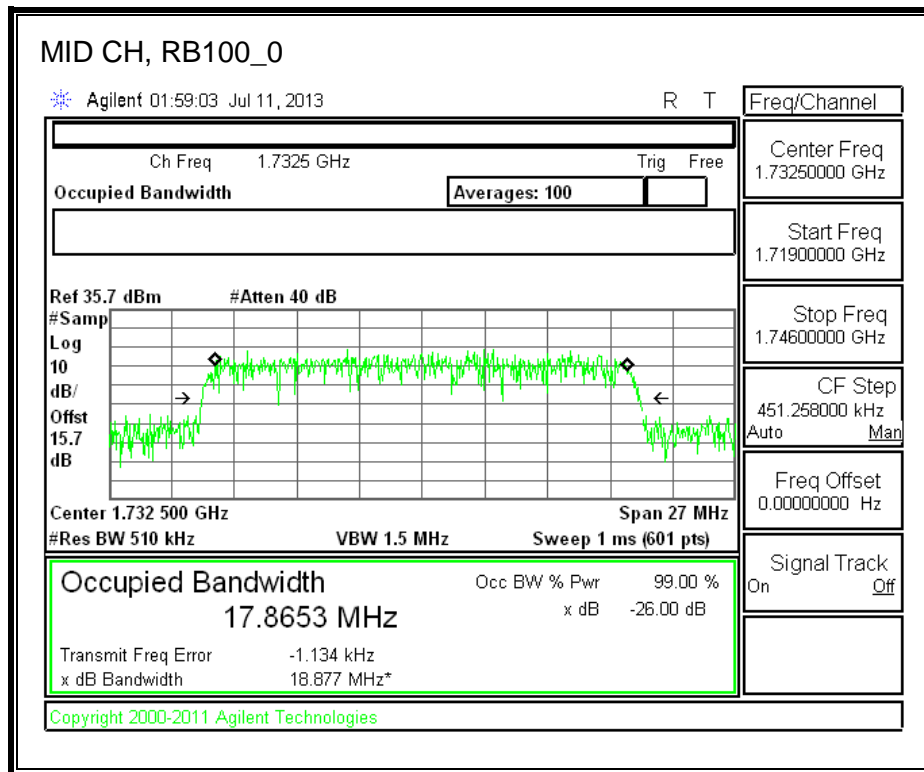 MID CH, RB100_0
Agilent 01:59:03 Jul 11, 2013 R T
Freq/Channel
Ch Freq 1.7325 GHz Trig Free
Occupied Bandwidth Averages: 100
Center Freq
1.73250000 GHz
Start Freq
1.71900000 GHz
Stop Freq
1.74600000 GHz
CF Step
451.258000 kHz
Auto Man
Freq Offset
0.00000000 Hz
Signal Track
On Off
Ref 35.7 dBm #Atten 40 dB
#Samp
Log
10
dB/
Offst
15.7
dB
Center 1.732 500 GHz Span 27 MHz
#Res BW 510 kHz VBW 1.5 MHz Sweep 1 ms (601 pts)
Occupied Bandwidth Occ BW % Pwr 99.00 %
17.8653 MHz x dB -26.00 dB
Transmit Freq Error -1.134 kHz
x dB Bandwidth 18.877 MHz*
Copyright 2000-2011 Agilent Technologies